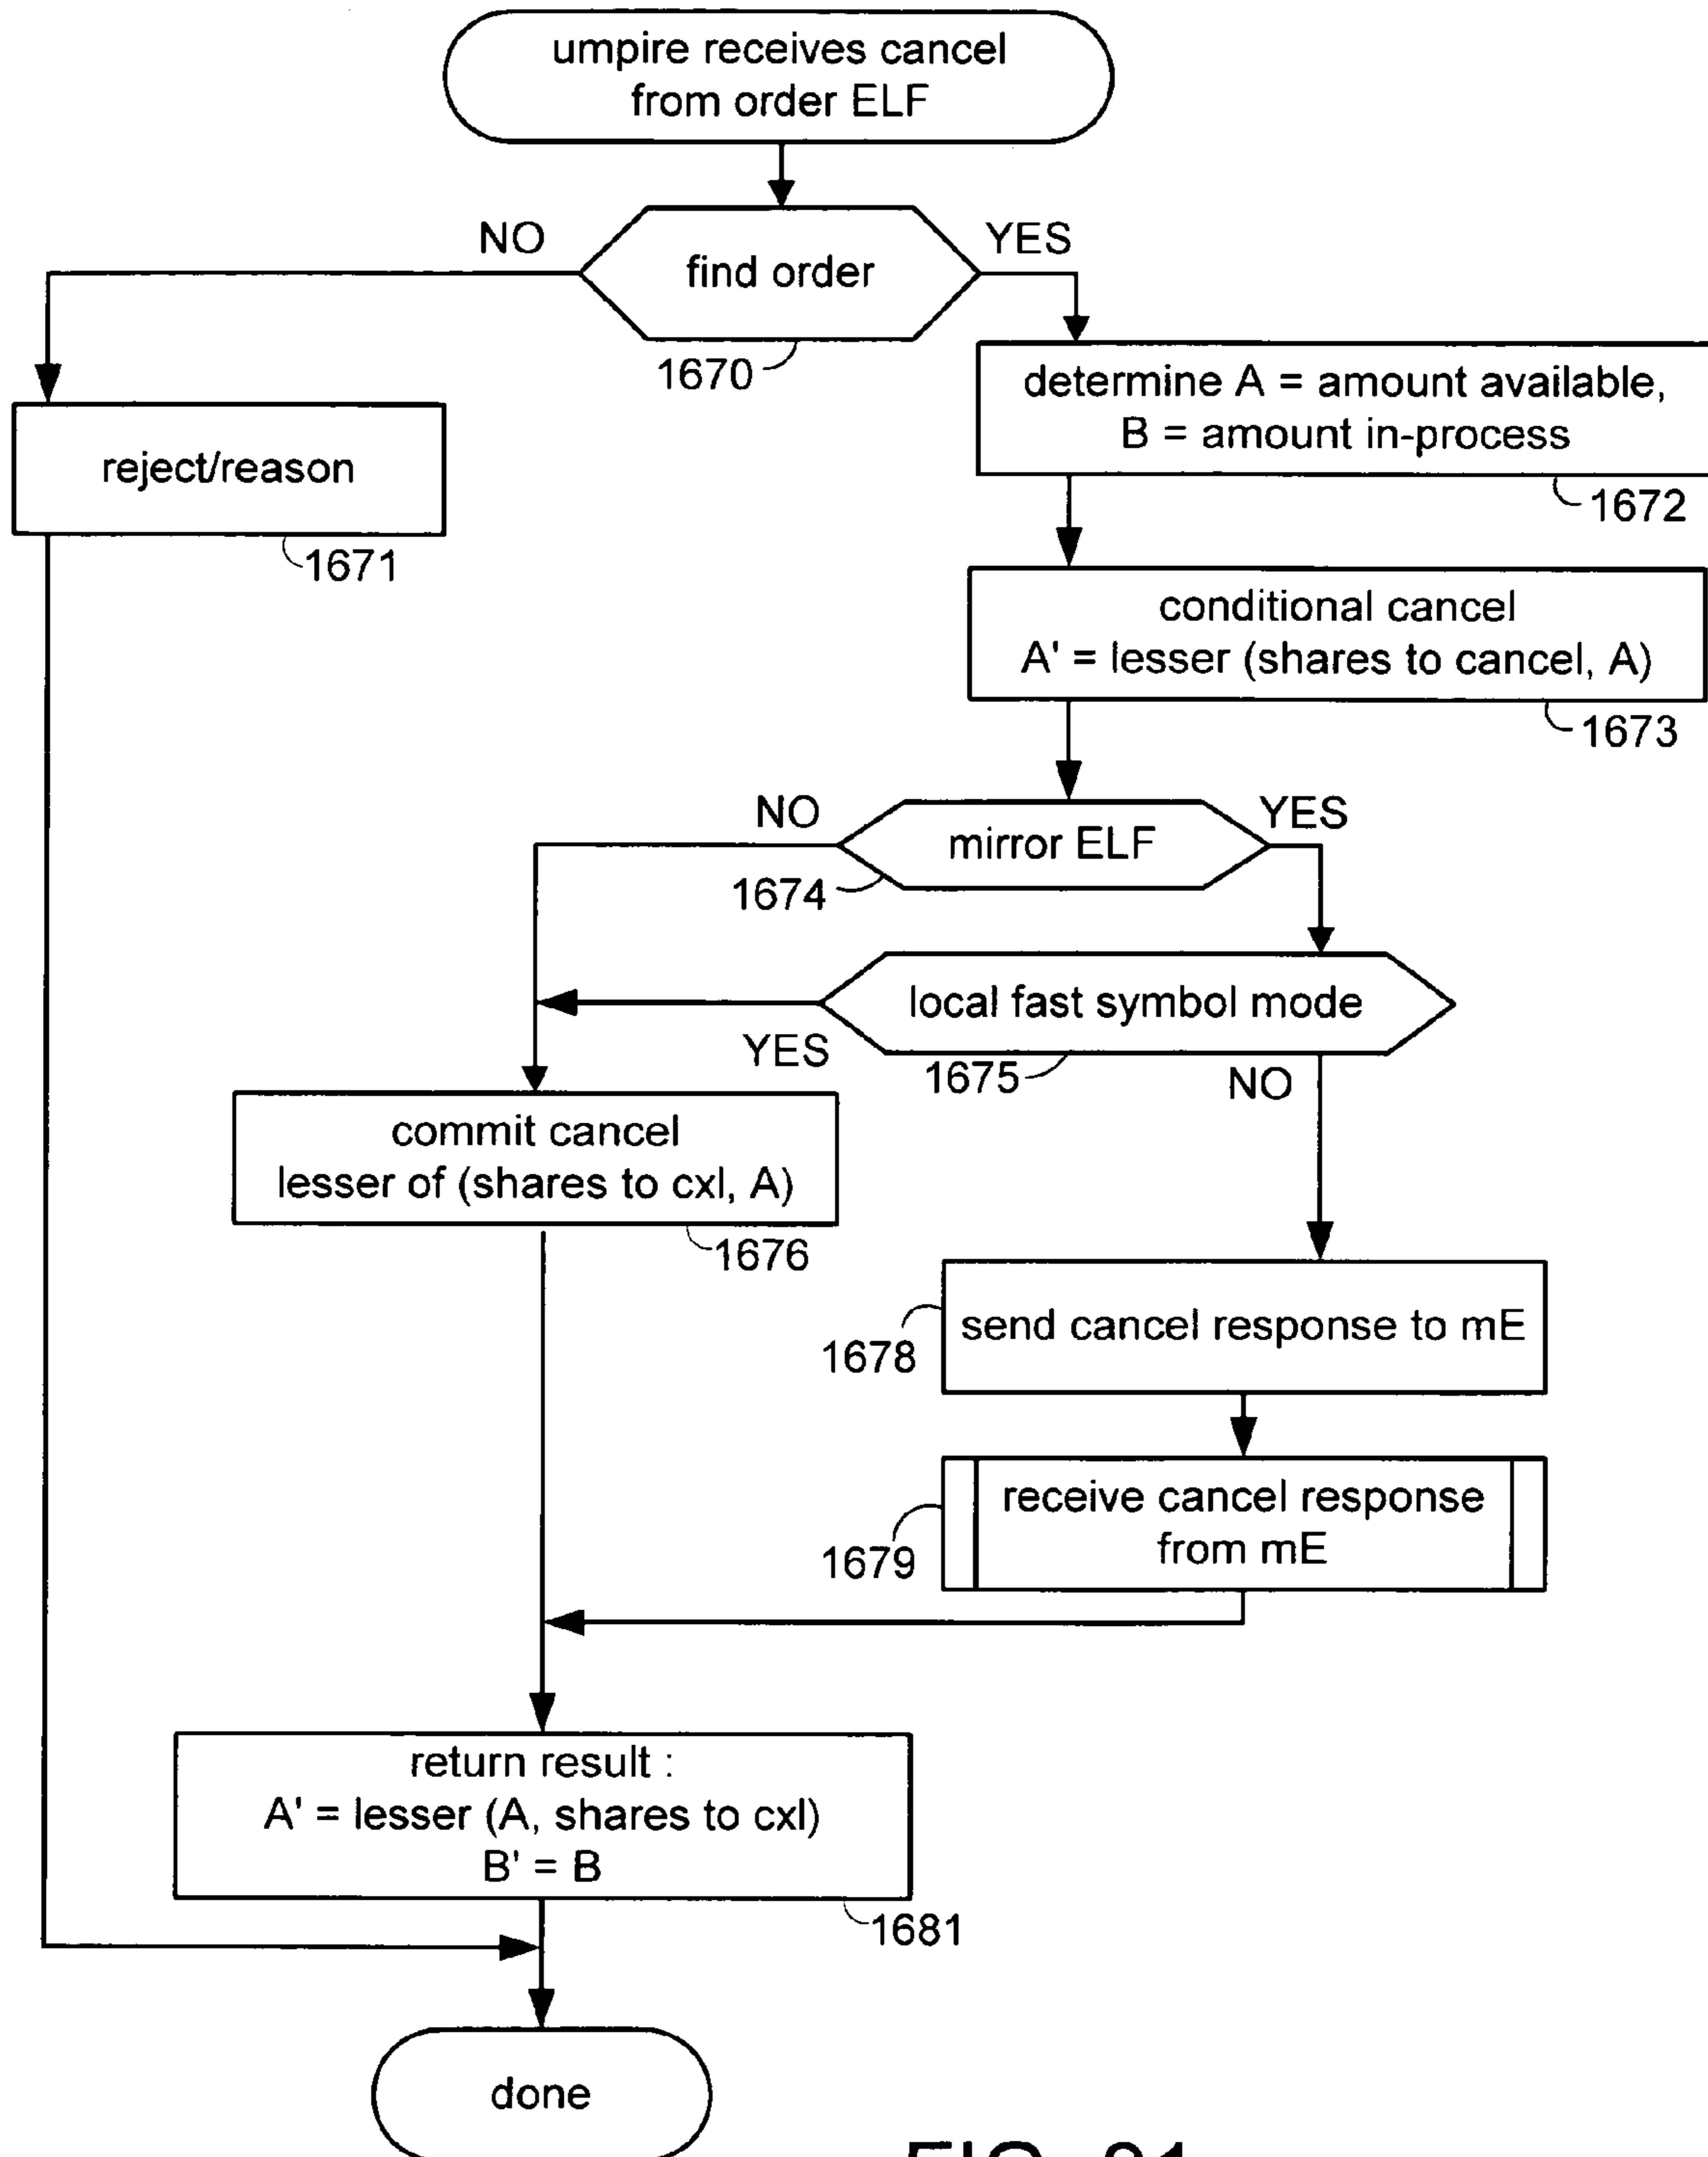 umpire receives cancel
from order ELF
NO
YES
find order
1670
determine A = amount available,
B = amount in-process
1672
reject/reason
1671
conditional cancel
A' = lesser (shares to cancel, A)
1673
NO
YES
mirror ELF
1674
local fast symbol mode
YES
1675
NO
commit cancel
lesser of (shares to cxl, A)
1676
send cancel response to mE
1678
receive cancel response
from mE
1679
return result :
A' = lesser (A, shares to cxl)
B' = B
1681
done